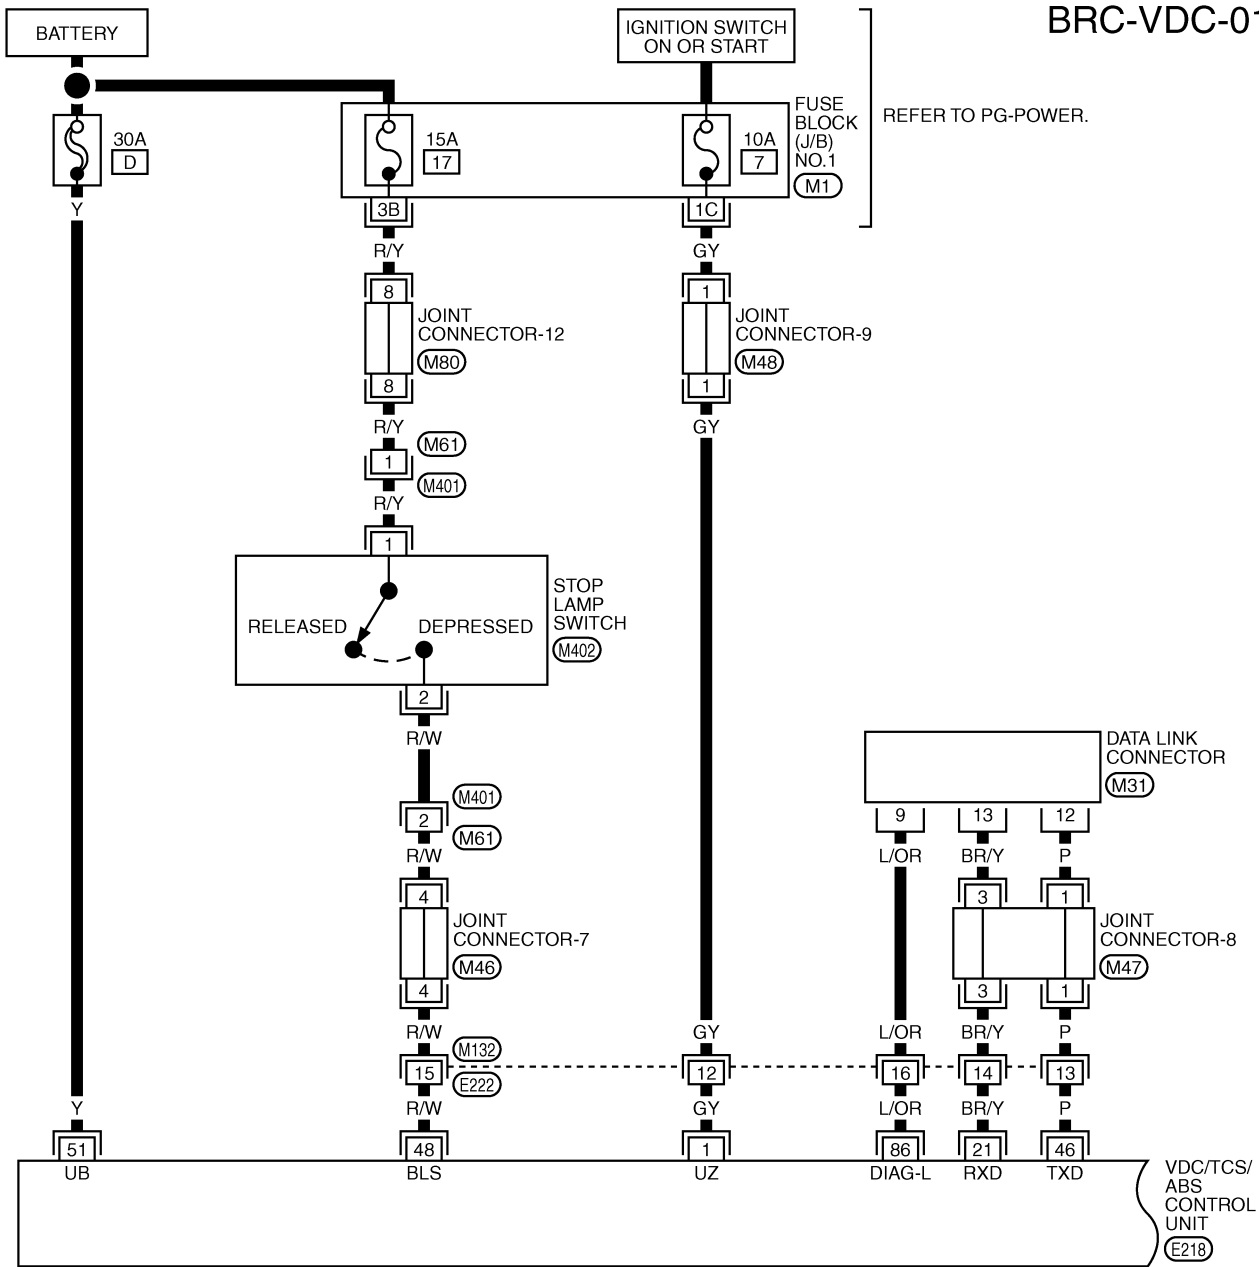 BRC-VDC-01
BATTERY
IGNITION SWITCH
ON OR START
REFER TO PG-POWER.
30A
D
15A
17
10A
7
FUSE
BLOCK
(J/B)
NO.1
M1
Y
3B
1C
R/Y
GY
8
1
JOINT
CONNECTOR-12
M80
JOINT
CONNECTOR-9
M48
8
1
R/Y
GY
M61
1
M401
R/Y
1
STOP
LAMP
SWITCH
M402
RELEASED
DEPRESSED
2
R/W
DATA LINK
CONNECTOR
M31
M401
2
M61
9
13
12
R/W
L/OR
BR/Y
P
4
3
1
JOINT
CONNECTOR-7
M46
JOINT
CONNECTOR-8
M47
4
3
1
R/W
GY
L/OR
BR/Y
P
M132
15
12
16
14
13
E222
Y
R/W
GY
L/OR
BR/Y
P
51
48
1
86
21
46
UB
BLS
UZ
DIAG-L
RXD
TXD
VDC/TCS/
ABS
CONTROL
UNIT
E218